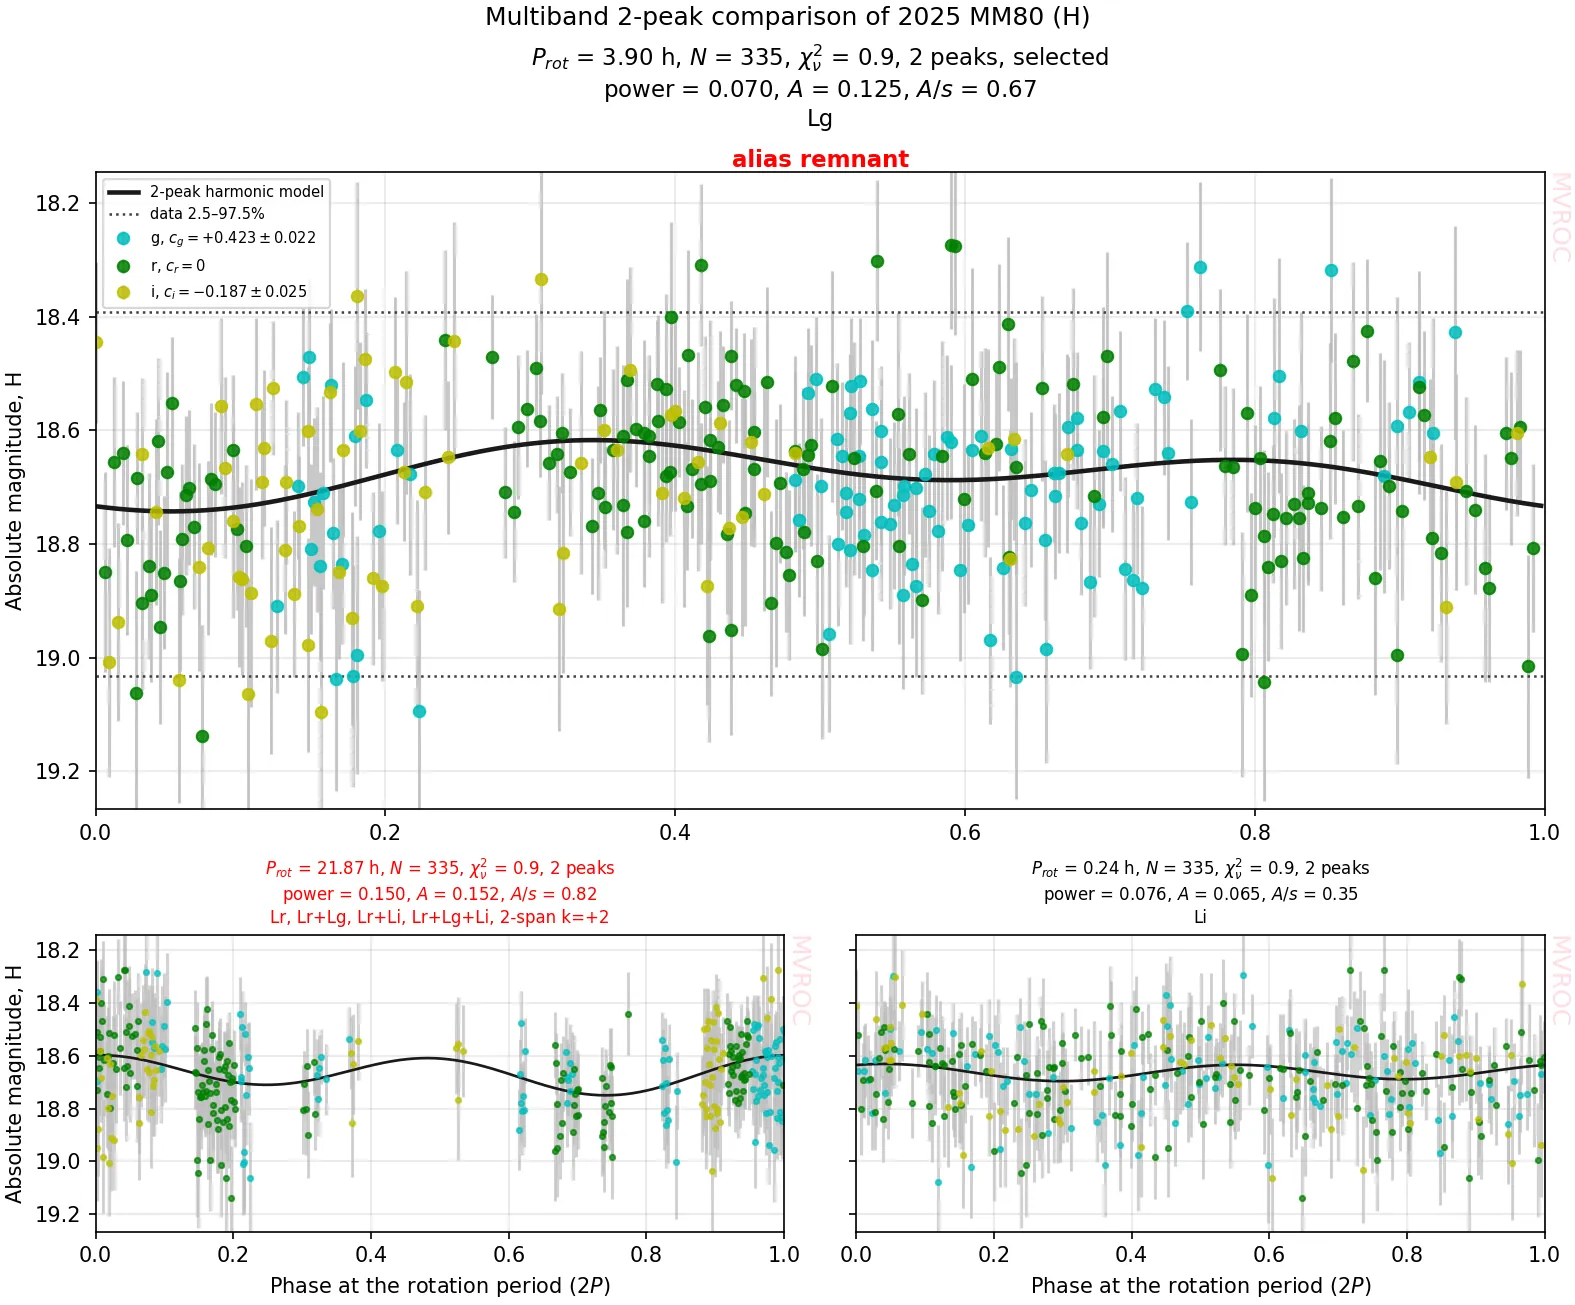 Multiband 2-peak comparison of 2025 MM80 (H)
P_rot = 3.90 h, N = 335, χ²_ν = 0.9, 2 peaks, selected
power = 0.070, A = 0.125, A/s = 0.67
Lg
alias remnant
2-peak harmonic model
data 2.5–97.5%
g, c_g = +0.423 ± 0.022
r, c_r = 0
i, c_i = −0.187 ± 0.025
MVROC
Absolute magnitude, H
18.2
18.4
18.6
18.8
19.0
19.2
0.0 0.2 0.4 0.6 0.8 1.0
P_rot = 21.87 h, N = 335, χ²_ν = 0.9, 2 peaks
power = 0.150, A = 0.152, A/s = 0.82
Lr, Lr+Lg, Lr+Li, Lr+Lg+Li, 2-span k=+2
MVROC
Absolute magnitude, H
18.2
18.4
18.6
18.8
19.0
19.2
0.0 0.2 0.4 0.6 0.8 1.0
Phase at the rotation period (2P)
P_rot = 0.24 h, N = 335, χ²_ν = 0.9, 2 peaks
power = 0.076, A = 0.065, A/s = 0.35
Li
MVROC
0.0 0.2 0.4 0.6 0.8 1.0
Phase at the rotation period (2P)